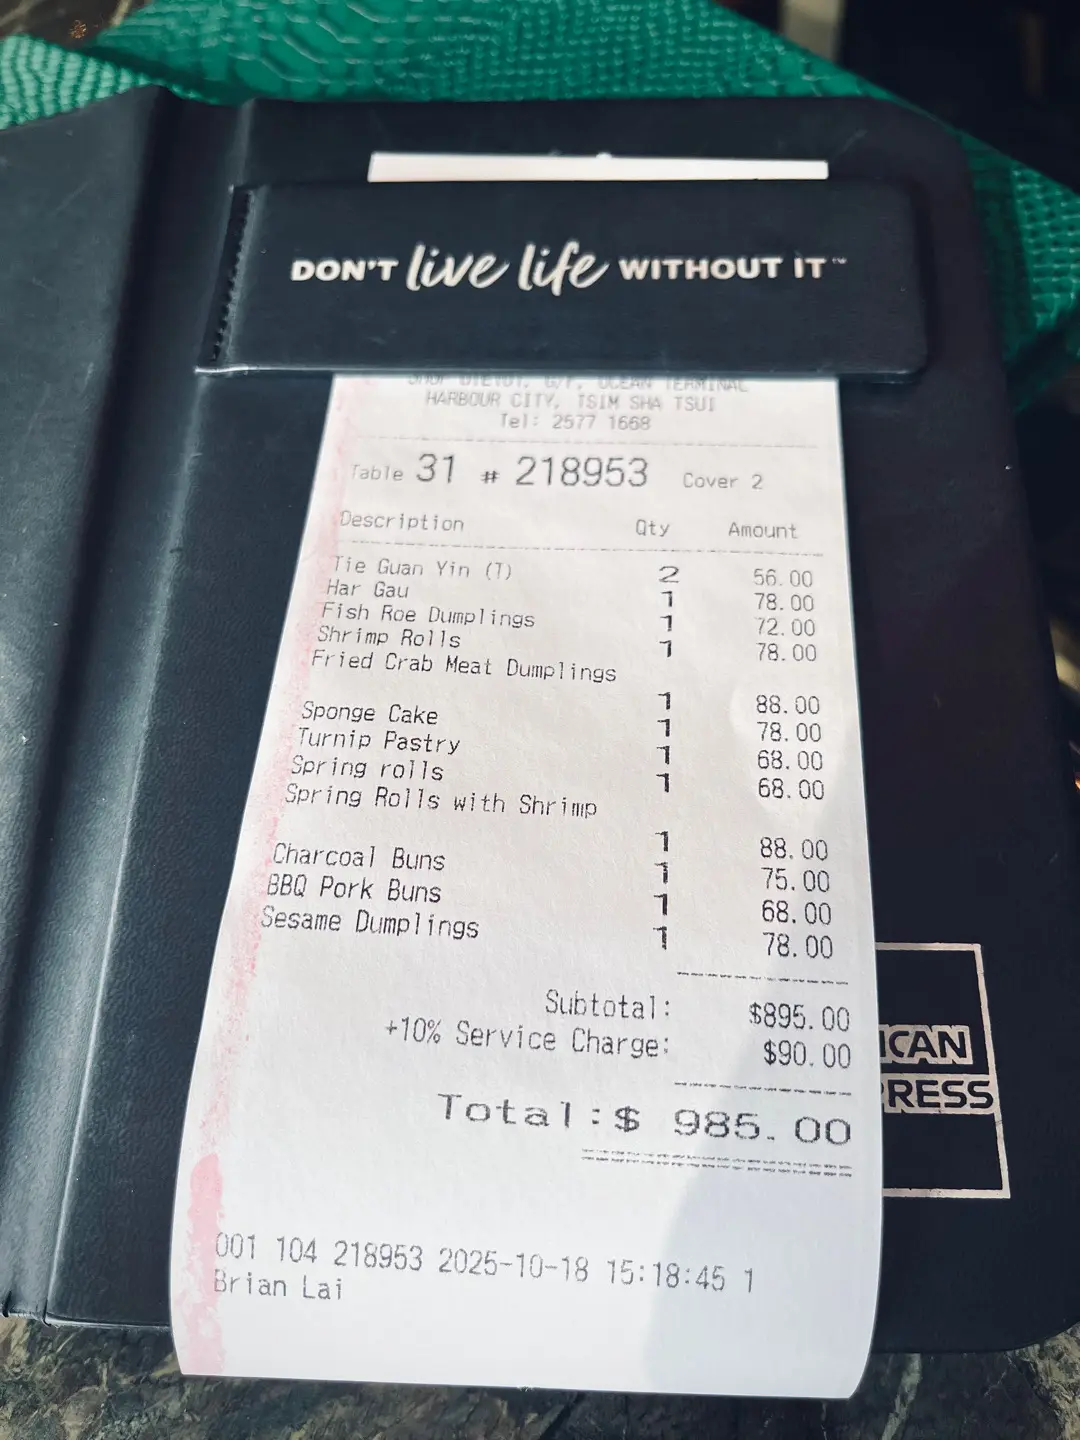 DON'T live life WITHOUT IT™
OCEAN TERMINAL
HARBOUR CITY, TSIM SHA TSUI
Tel: 2577 1668
Table 31 # 218953 Cover 2
Description Qty Amount
Tie Guan Yin (T) 2 56.00
Har Gau 1 78.00
Fish Roe Dumplings 1 72.00
Shrimp Rolls 1 78.00
Fried Crab Meat Dumplings
1 88.00
Sponge Cake 1 78.00
Turnip Pastry 1 68.00
Spring rolls 1 68.00
Spring Rolls with Shrimp
1 88.00
Charcoal Buns 1 75.00
BBQ Pork Buns 1 68.00
Sesame Dumplings 1 78.00
Subtotal: $895.00
+10% Service Charge: $90.00
Total:$ 985.00
001 104 218953 2025-10-18 15:18:45 1
Brian Lai
ICAN
PRESS